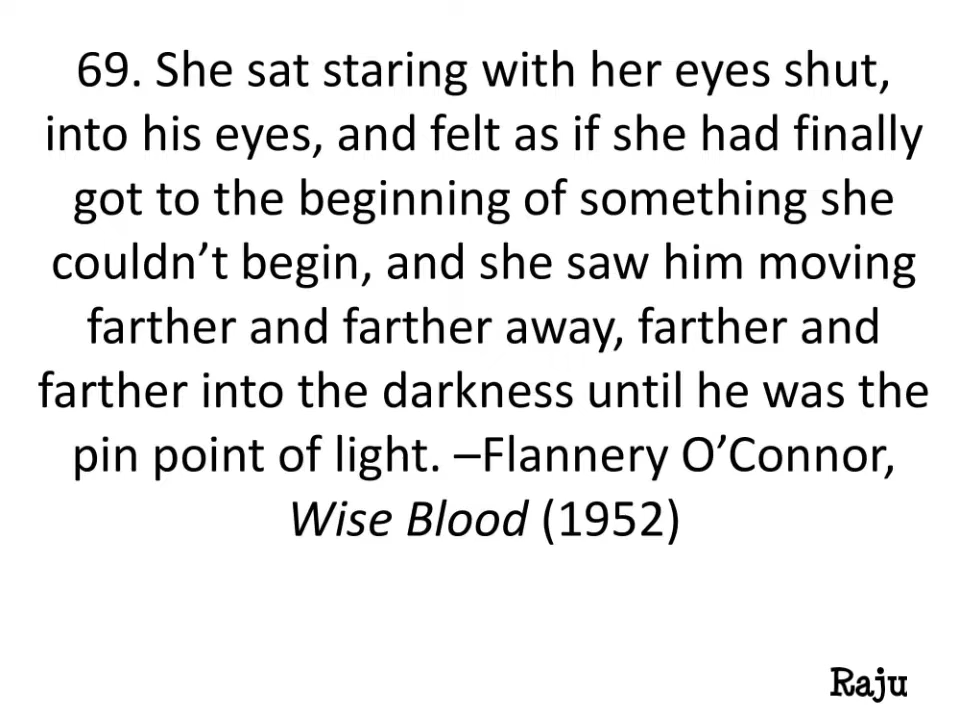 69. She sat staring with her eyes shut,
into his eyes, and felt as if she had finally
got to the beginning of something she
couldn’t begin, and she saw him moving
farther and farther away, farther and
farther into the darkness until he was the
pin point of light. –Flannery O’Connor,
Wise Blood (1952)
Raju